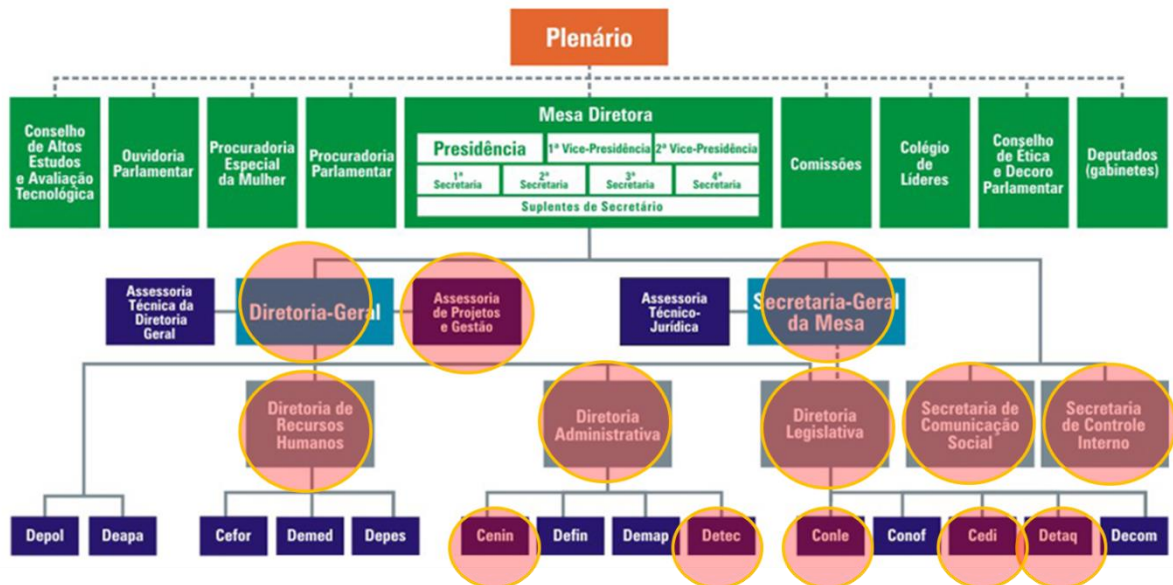 Plenário
Conselho
de Altos
Estudos
e Avaliação
Tecnológica
Ouvidoria
Parlamentar
Procuradoria
Especial
da Mulher
Procuradoria
Parlamentar
Mesa Diretora
Presidência
1ª Vice-Presidência
2ª Vice-Presidência
1ª
Secretaria
2ª
Secretaria
3ª
Secretaria
4ª
Secretaria
Suplentes de Secretário
Comissões
Colégio
de
Líderes
Conselho
de Ética
e Decoro
Parlamentar
Deputados
(gabinetes)
Assessoria
Técnica da
Diretoria
Geral
Diretoria-Geral
Assessoria
de Projetos
e Gestão
Assessoria
Técnico-
Jurídica
Secretaria-Geral
da Mesa
Diretoria de
Recursos
Humanos
Diretoria
Administrativa
Diretoria
Legislativa
Secretaria de
Comunicação
Social
Secretaria
de Controle
Interno
Depol
Deapa
Cefor
Demed
Depes
Cenin
Defin
Demap
Detec
Conle
Conof
Cedi
Detaq
Decom